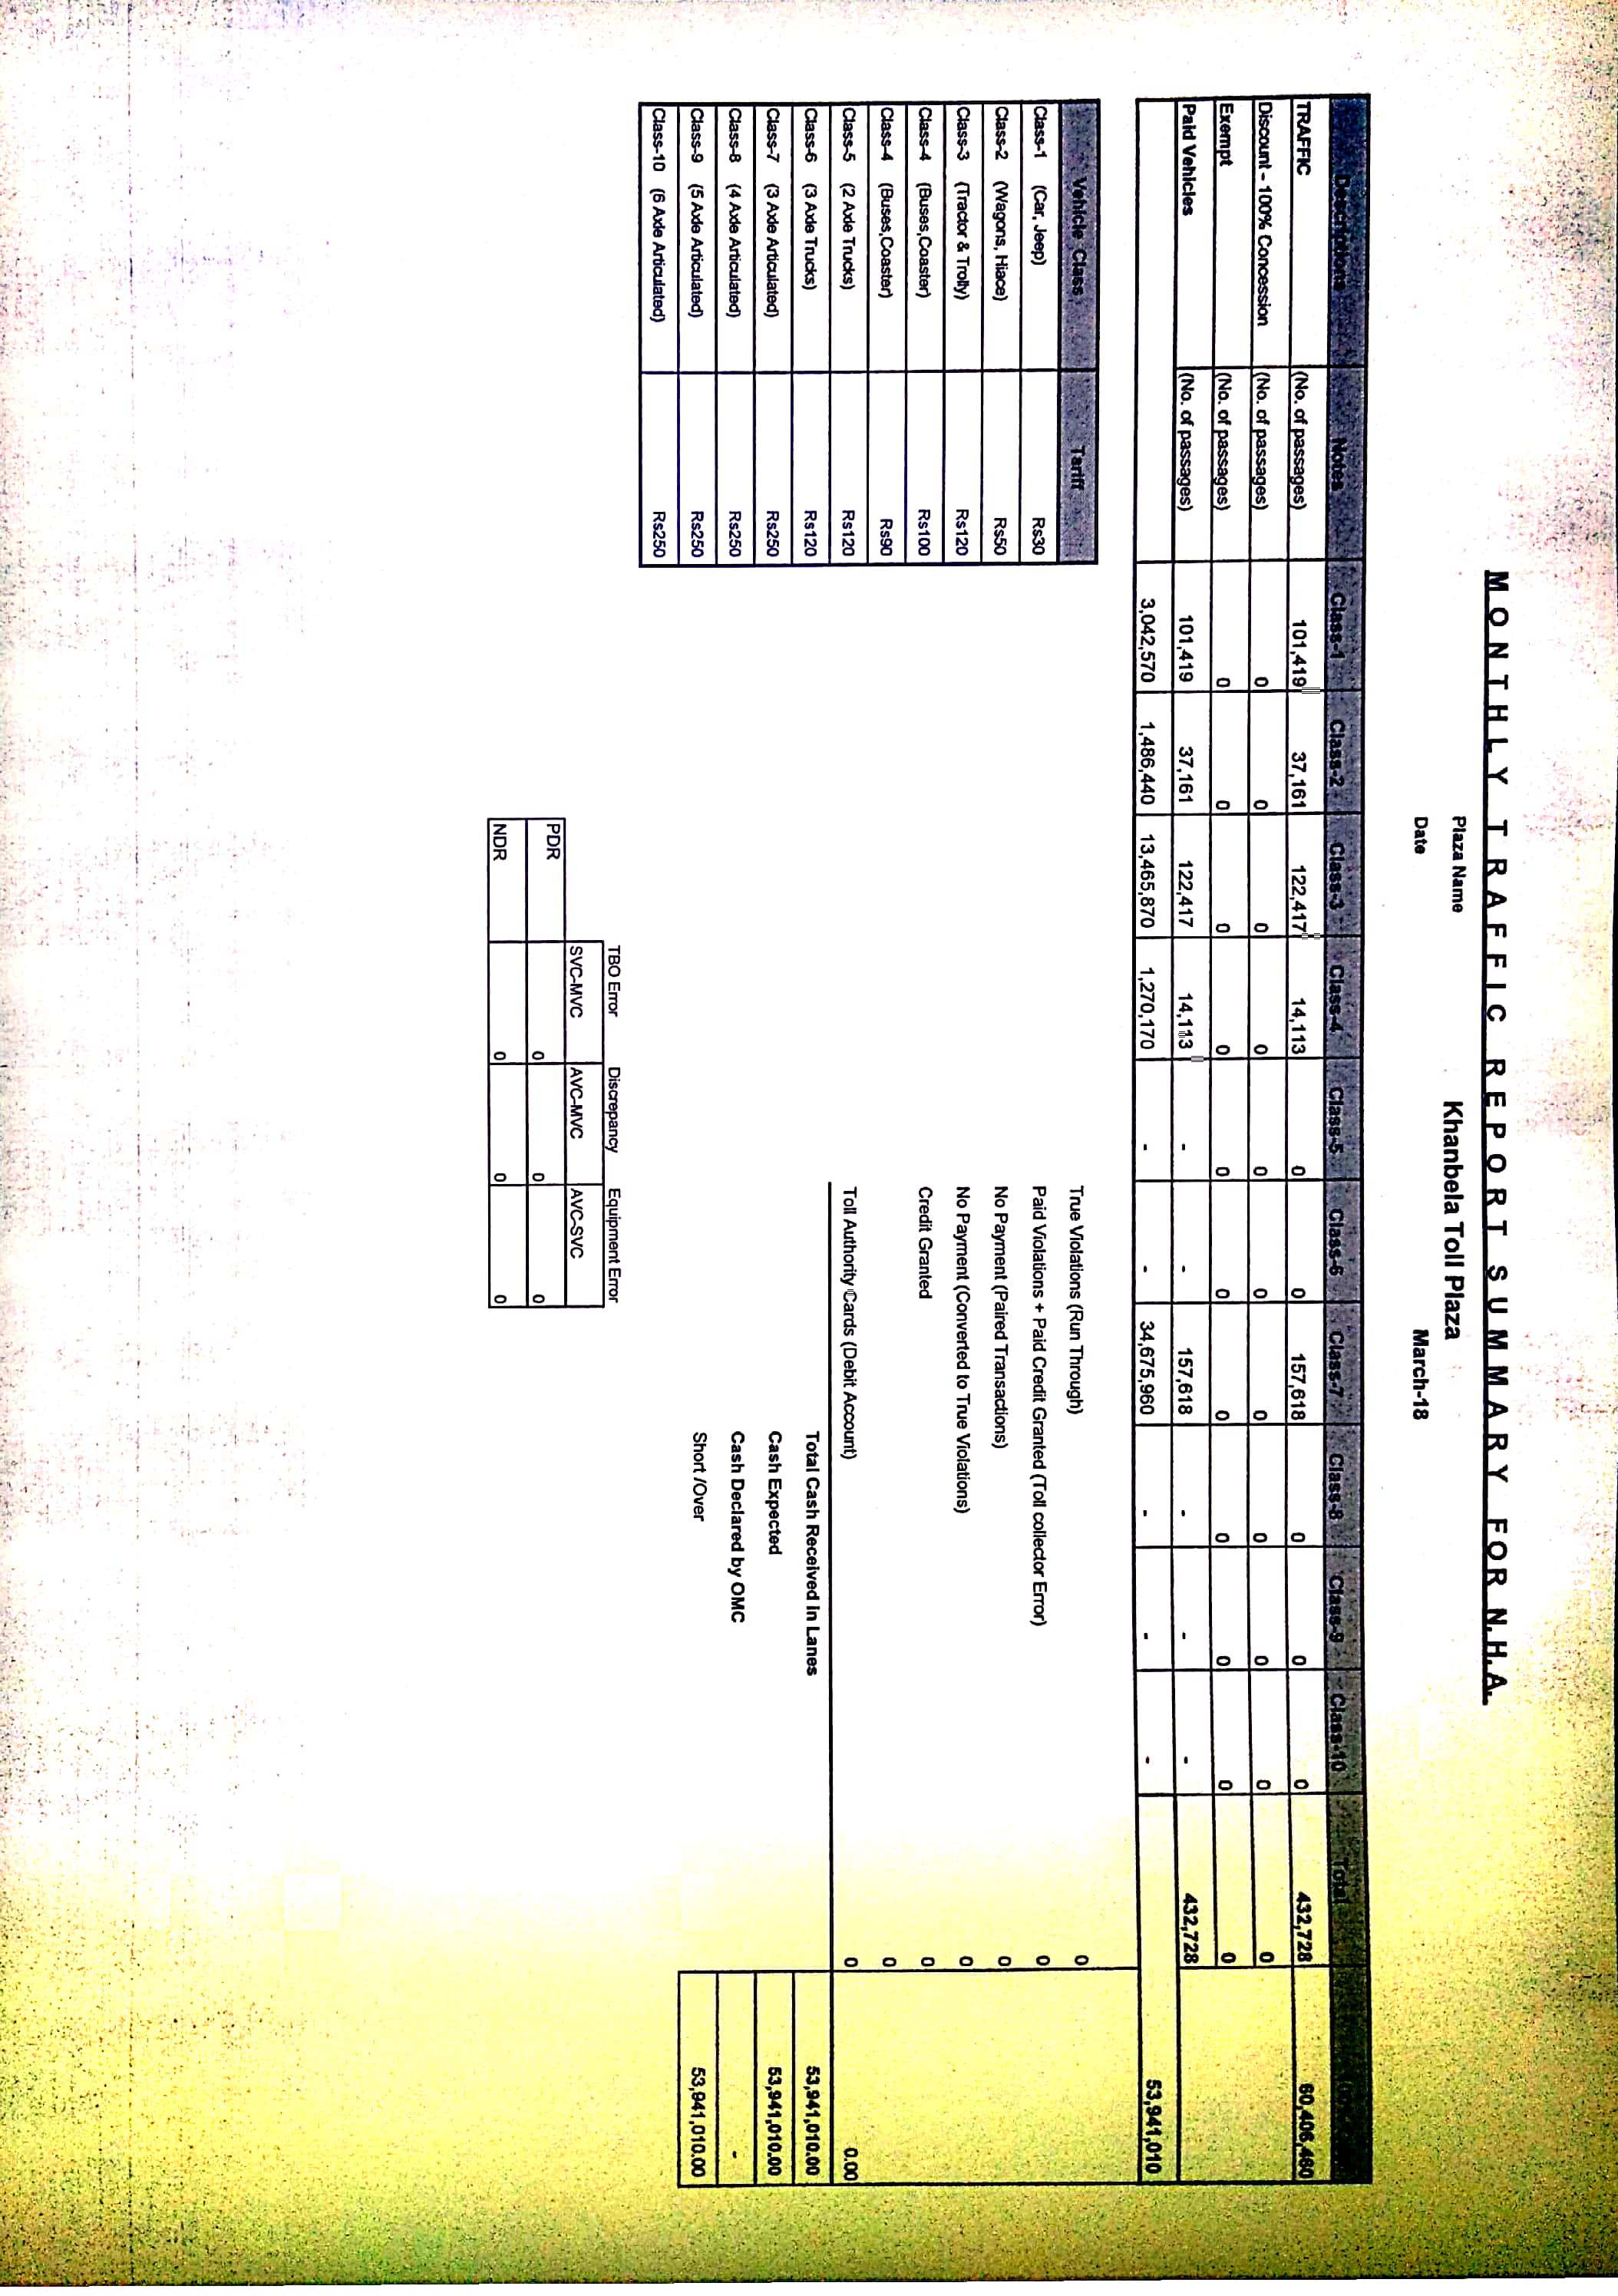 MONTHLY TRAFFIC REPORT SUMMARY FOR N.H.A.
Plaza Name Khanbela Toll Plaza
Date March-18
Descriptions Notes Class-1 Class-2 Class-3 Class-4 Class-5 Class-6 Class-7 Class-8 Class-9 Class-10 Total
TRAFFIC (No. of passages) 101,419 37,161 122,417 14,113 0 0 157,618 0 0 0 432,728 60,406,460
Discount - 100% Concession (No. of passages) 0 0 0 0 0 0 0 0 0 0 0
Exempt (No. of passages) 0 0 0 0 0 0 0 0 0 0 0
Paid Vehicles (No. of passages) 101,419 37,161 122,417 14,113 - - 157,618 - - - 432,728
3,042,570 1,486,440 13,465,870 1,270,170 - - 34,675,960 - - - 53,941,010
Vehicle Class Tariff
Class-1 (Car, Jeep) Rs30
Class-2 (Wagons, Hiace) Rs50
Class-3 (Tractor & Trolly) Rs120
Class-4 (Buses,Coaster) Rs100
Class-4 (Buses,Coaster) Rs90
Class-5 (2 Axle Trucks) Rs120
Class-6 (3 Axle Trucks) Rs120
Class-7 (3 Axle Articulated) Rs250
Class-8 (4 Axle Articulated) Rs250
Class-9 (5 Axle Articulated) Rs250
Class-10 (6 Axle Articulated) Rs250
True Violations (Run Through) 0
Paid Violations + Paid Credit Granted (Toll collector Error) 0
No Payment (Paired Transactions) 0
No Payment (Converted to True Violations) 0
Credit Granted 0
0
Toll Authority Cards (Debit Account) 0 0.00
Total Cash Received in Lanes 53,941,010.00
Cash Expected 53,941,010.00
Cash Declared by OMC -
Short /Over 53,941,010.00
TBO Error Discrepancy Equipment Error
SVC-MVC AVC-MVC AVC-SVC
PDR 0 0 0
NDR 0 0 0